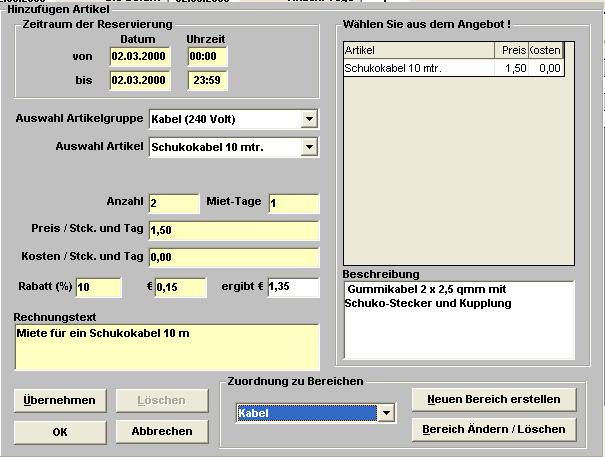 Hinzufügen Artikel
Zeitraum der Reservierung
Datum Uhrzeit
von 02.03.2000 00:00
bis 02.03.2000 23:59
Auswahl Artikelgruppe Kabel (240 Volt)
Auswahl Artikel Schukokabel 10 mtr.
Anzahl 2 Miet-Tage 1
Preis / Stck. und Tag 1,50
Kosten / Stck. und Tag 0,00
Rabatt (%) 10 € 0,15 ergibt € 1,35
Rechnungstext
Miete für ein Schukokabel 10 m
Übernehmen Löschen
OK Abbrechen
Wählen Sie aus dem Angebot !
Artikel Preis Kosten
Schukokabel 10 mtr. 1,50 0,00
Beschreibung
Gummikabel 2 x 2,5 qmm mit
Schuko-Stecker und Kupplung
Zuordnung zu Bereichen
Kabel
Neuen Bereich erstellen
Bereich Ändern / Löschen